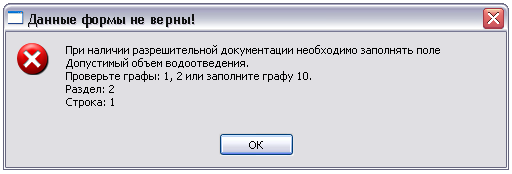 Данные формы не верны!
При наличии разрешительной документации необходимо заполнять поле
Допустимый объем водоотведения.
Проверьте графы: 1, 2 или заполните графу 10.
Раздел: 2
Строка: 1
OK